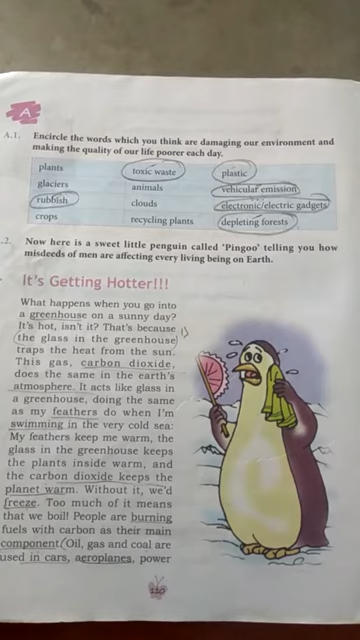 A
A.1. Encircle the words which you think are damaging our environment and
making the quality of our life poorer each day.
plants toxic waste plastic
glaciers animals vehicular emission
rubbish clouds electronic/electric gadgets
crops recycling plants depleting forests
.2. Now here is a sweet little penguin called 'Pingoo' telling you how
misdeeds of men are affecting every living being on Earth.
It's Getting Hotter!!!
What happens when you go into
a greenhouse on a sunny day?
It's hot, isn't it? That's because
(the glass in the greenhouse)
traps the heat from the sun.
This gas, carbon dioxide,
does the same in the earth's
atmosphere. It acts like glass in
a greenhouse, doing the same
as my feathers do when I'm
swimming in the very cold sea:
My feathers keep me warm, the
glass in the greenhouse keeps
the plants inside warm, and
the carbon dioxide keeps the
planet warm. Without it, we'd
freeze. Too much of it means
that we boil! People are burning
fuels with carbon as their main
component (Oil, gas and coal are
used in cars, aeroplanes, power
110